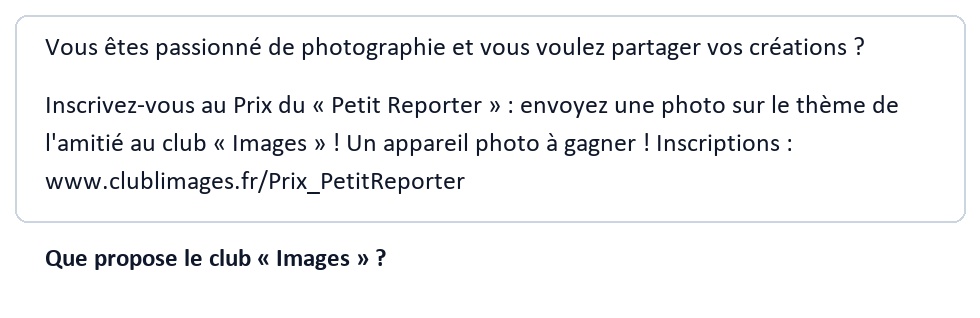 Vous êtes passionné de photographie et vous voulez partager vos créations ?
Inscrivez-vous au Prix du « Petit Reporter » : envoyez une photo sur le thème de
l'amitié au club « Images » ! Un appareil photo à gagner ! Inscriptions :
www.clublimages.fr/Prix_PetitReporter
Que propose le club « Images » ?